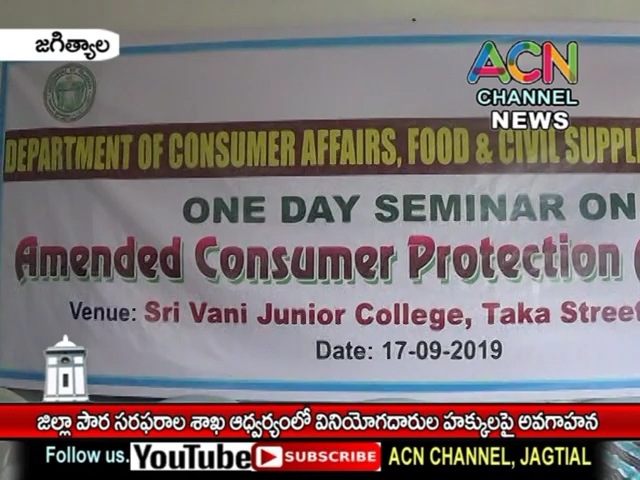 జగిత్యాల
ACN
CHANNEL
NEWS
DEPARTMENT OF CONSUMER AFFAIRS, FOOD & CIVIL
ONE DAY SEMINAR ON
Amended Consumer Protection
Venue: Sri Vani Junior College, Taka Street
Date: 17-09-2019
జిల్లా పౌర సరఫరాల శాఖ ఆధ్వర్యంలో వినియోగదారుల హక్కులపై అవగాహన
Follow us. YouTube SUBSCRIBE ACN CHANNEL, JAGTIAL